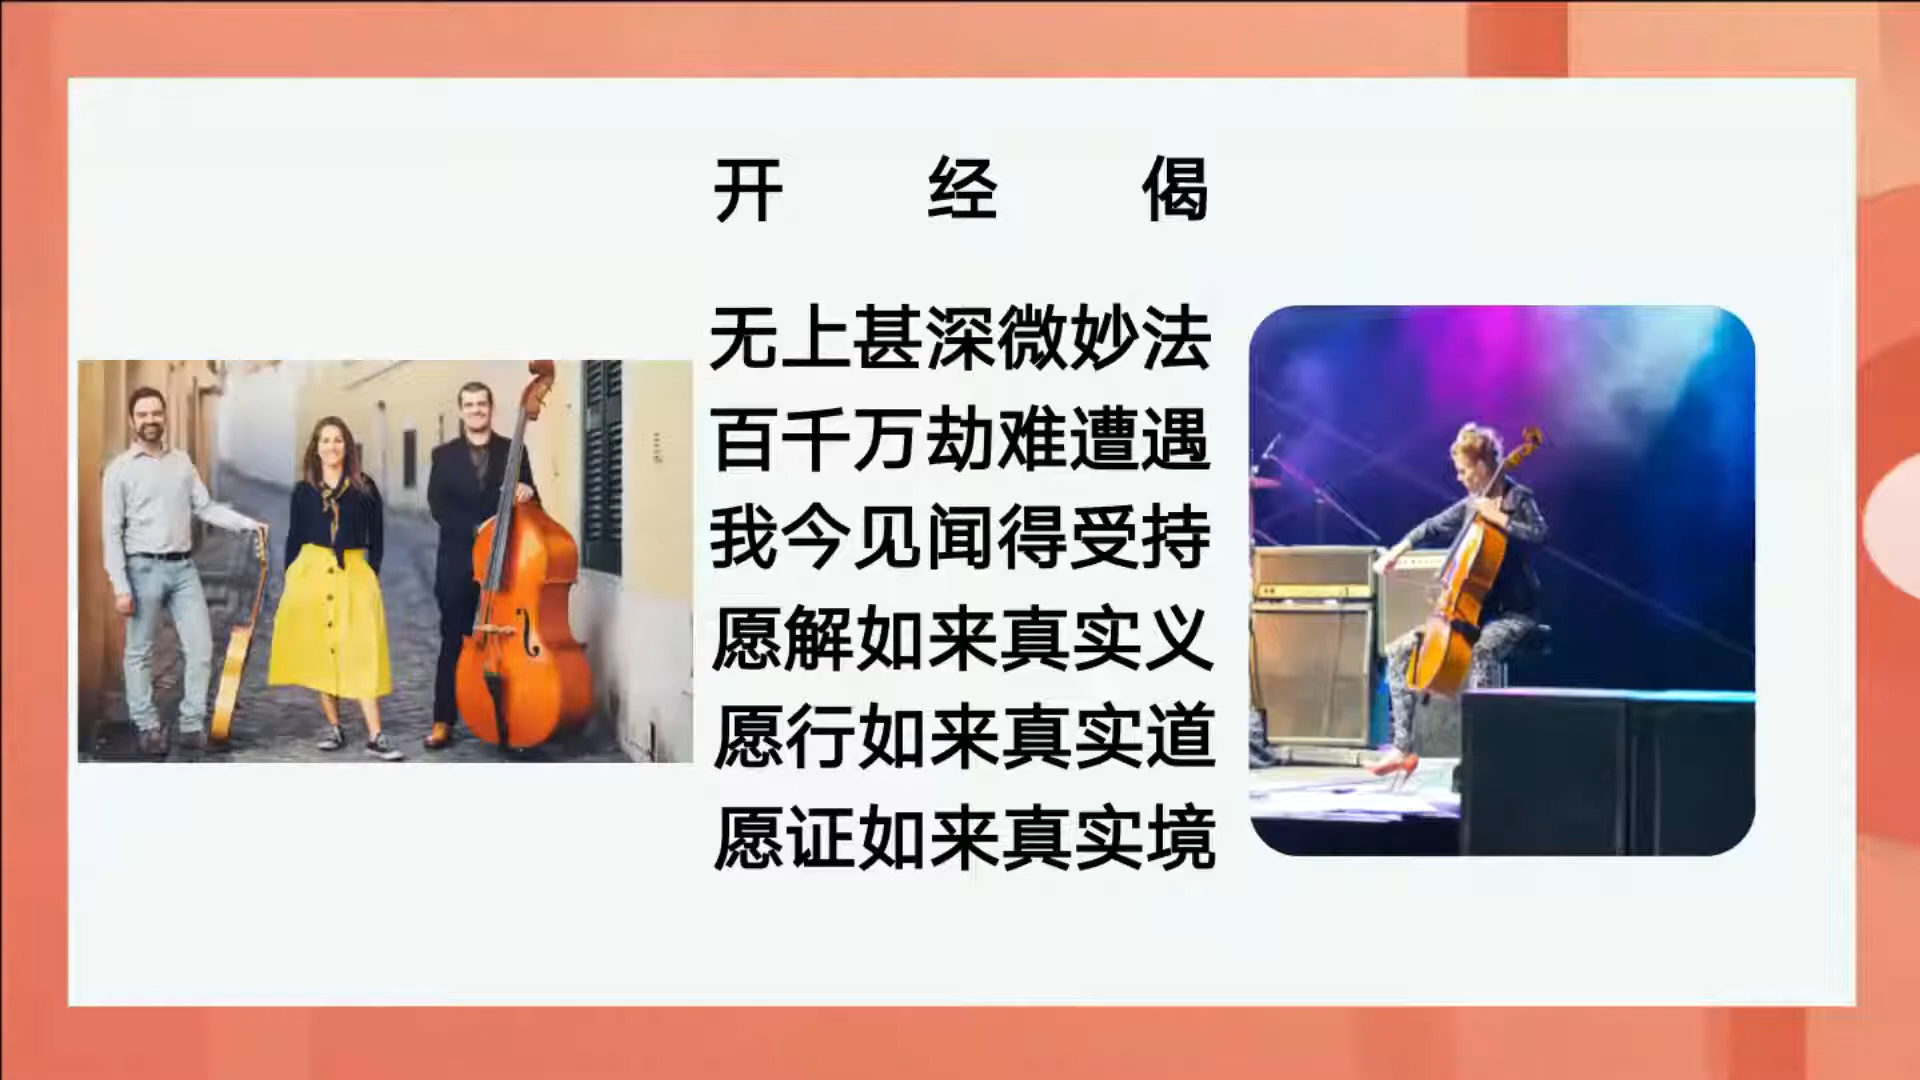 开 经 偈
无上甚深微妙法
百千万劫难遭遇
我今见闻得受持
愿解如来真实义
愿行如来真实道
愿证如来真实境